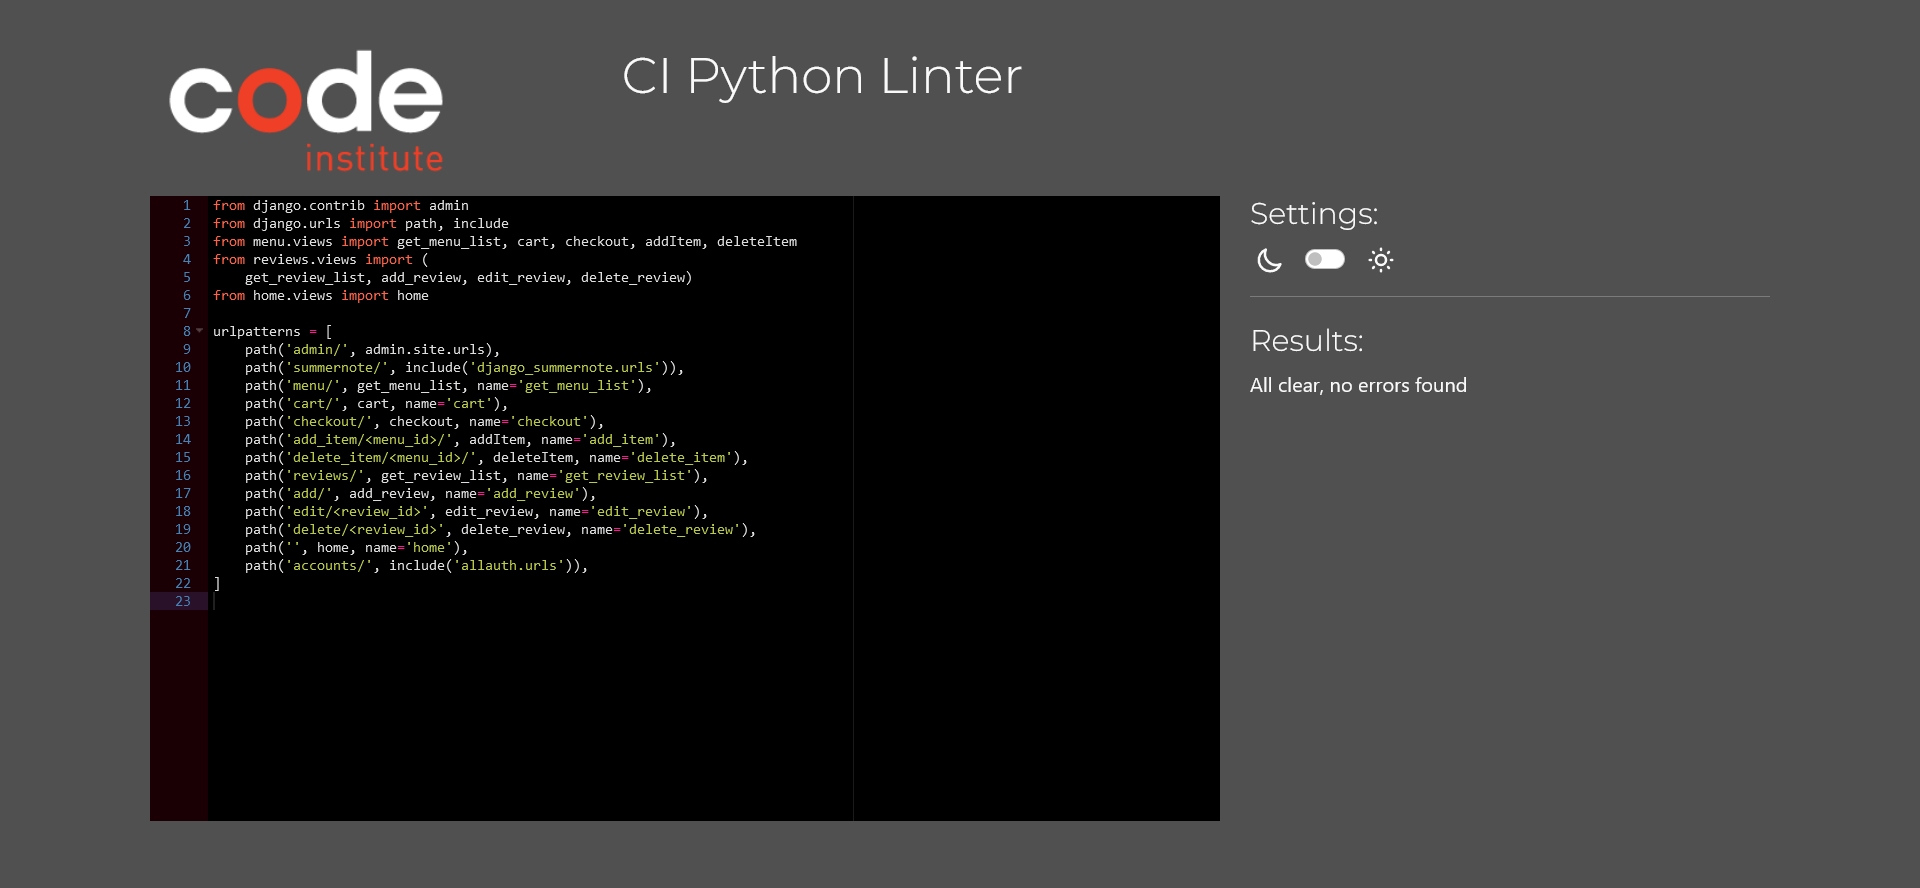 code
institute
CI Python Linter
1 from django.contrib import admin
2 from django.urls import path, include
3 from menu.views import get_menu_list, cart, checkout, addItem, deleteItem
4 from reviews.views import (
5     get_review_list, add_review, edit_review, delete_review)
6 from home.views import home
7
8 urlpatterns = [
9     path('admin/', admin.site.urls),
10     path('summernote/', include('django_summernote.urls')),
11     path('menu/', get_menu_list, name='get_menu_list'),
12     path('cart/', cart, name='cart'),
13     path('checkout/', checkout, name='checkout'),
14     path('add_item/<menu_id>/', addItem, name='add_item'),
15     path('delete_item/<menu_id>/', deleteItem, name='delete_item'),
16     path('reviews/', get_review_list, name='get_review_list'),
17     path('add/', add_review, name='add_review'),
18     path('edit/<review_id>', edit_review, name='edit_review'),
19     path('delete/<review_id>', delete_review, name='delete_review'),
20     path('', home, name='home'),
21     path('accounts/', include('allauth.urls')),
22 ]
23
Settings:
Results:
All clear, no errors found